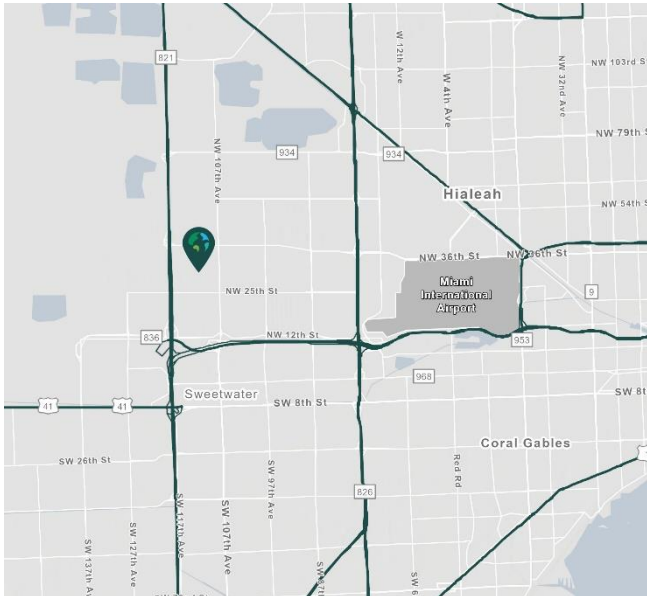 W 12th Ave
W 4th Ave
NW 32nd Ave
821
NW 103rd St
NW 79th St
NW 107th Ave
934
934
Hialeah
NW 54th St
NW 36th St
NW 36th St
Miami
International
Airport
NW 25th St
9
836
NW 12th St
953
968
Sweetwater
41
41
SW 8th St
SW 8t
Coral Gables
SW 26th St
SW 97th Ave
Red Rd
826
SW 117th Ave
SW 107th Ave
SW 127th Ave
SW 137th Ave